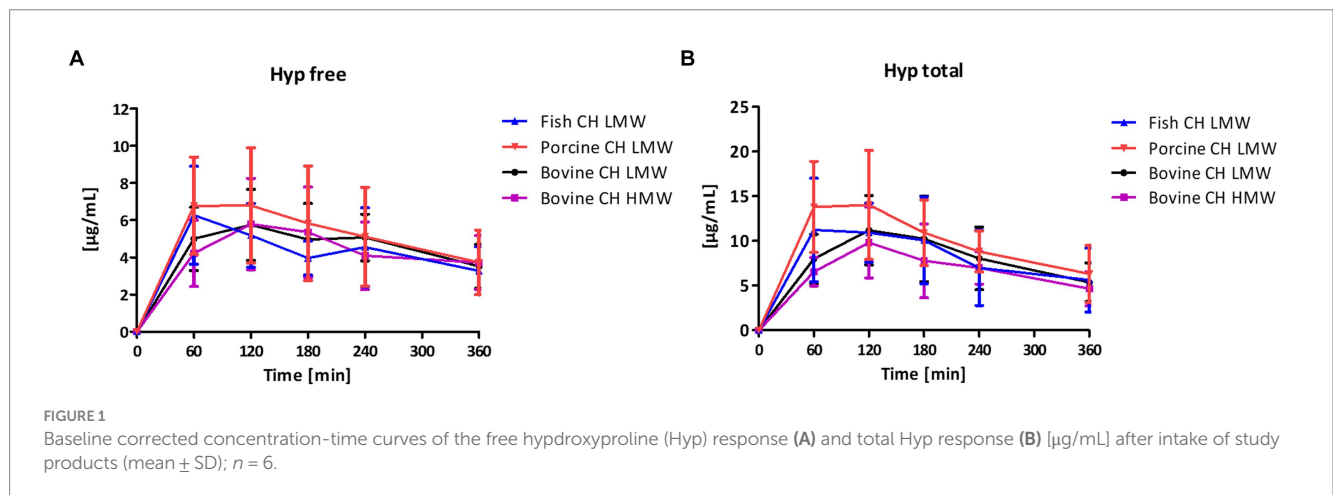 A
Hyp free
[µg/mL]
12
10
8
6
4
2
0
0 60 120 180 240 300 360
Time [min]
Fish CH LMW
Porcine CH LMW
Bovine CH LMW
Bovine CH HMW
B
Hyp total
[µg/mL]
25
20
15
10
5
0
0 60 120 180 240 300 360
Time [min]
Fish CH LMW
Porcine CH LMW
Bovine CH LMW
Bovine CH HMW
FIGURE 1
Baseline corrected concentration-time curves of the free hypdroxyproline (Hyp) response (A) and total Hyp response (B) [µg/mL] after intake of study
products (mean ± SD); n = 6.